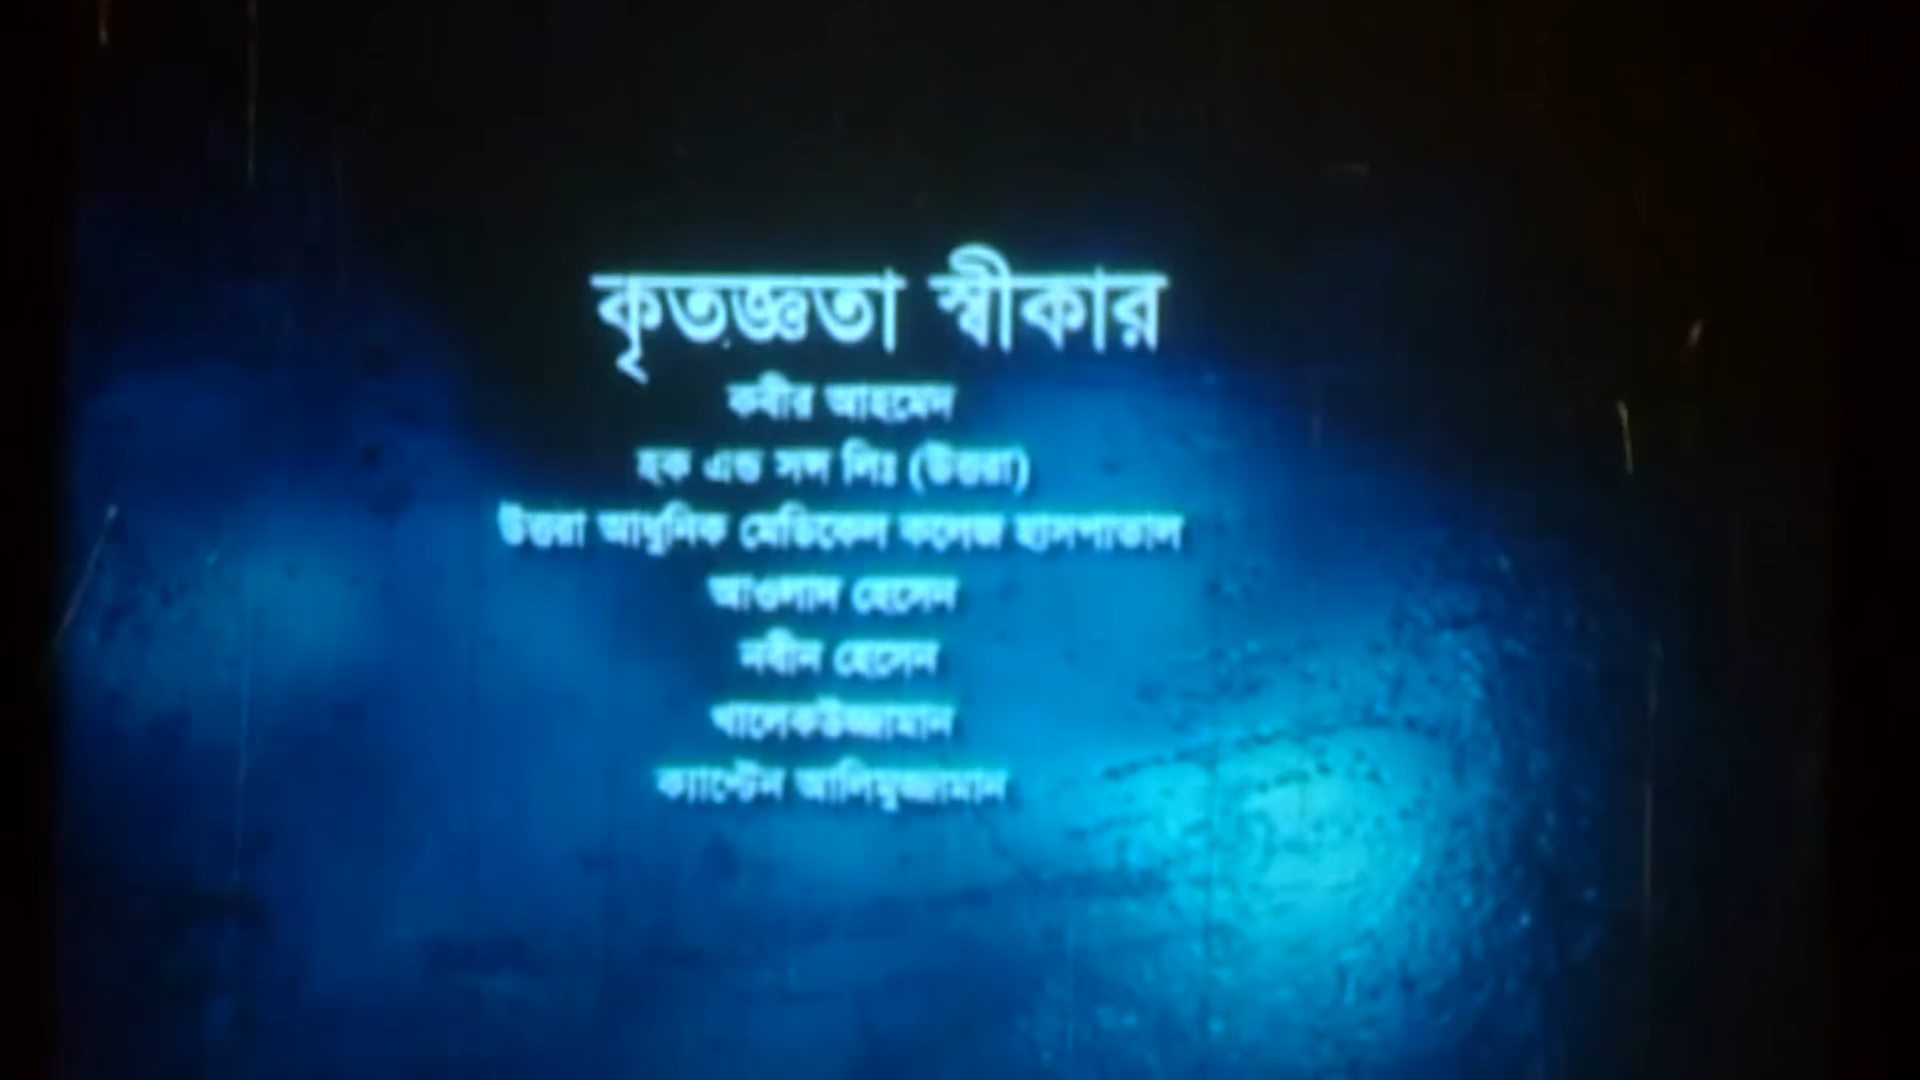 কৃতজ্ঞতা স্বীকার
কবীর আহমেদ
হক এন্ড সন্স লিঃ (উত্তরা)
উত্তরা আধুনিক মেডিকেল কলেজ হাসপাতাল
আওলাদ হেসেন
নবীন হেসেন
খালেকউজ্জামান
ক্যাপ্টেন আলিমুজ্জামান